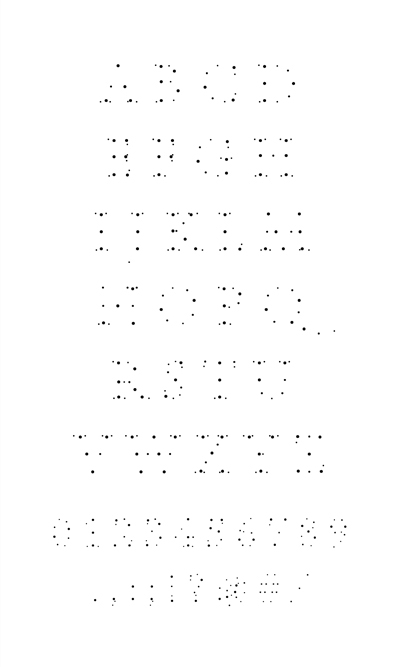 A B C D
E F G H
I J K L M
N O P Q
R S T U
V W X Y Z
0 1 2 3 4 5 6 7 8 9
. , : ; ! ? @ # /